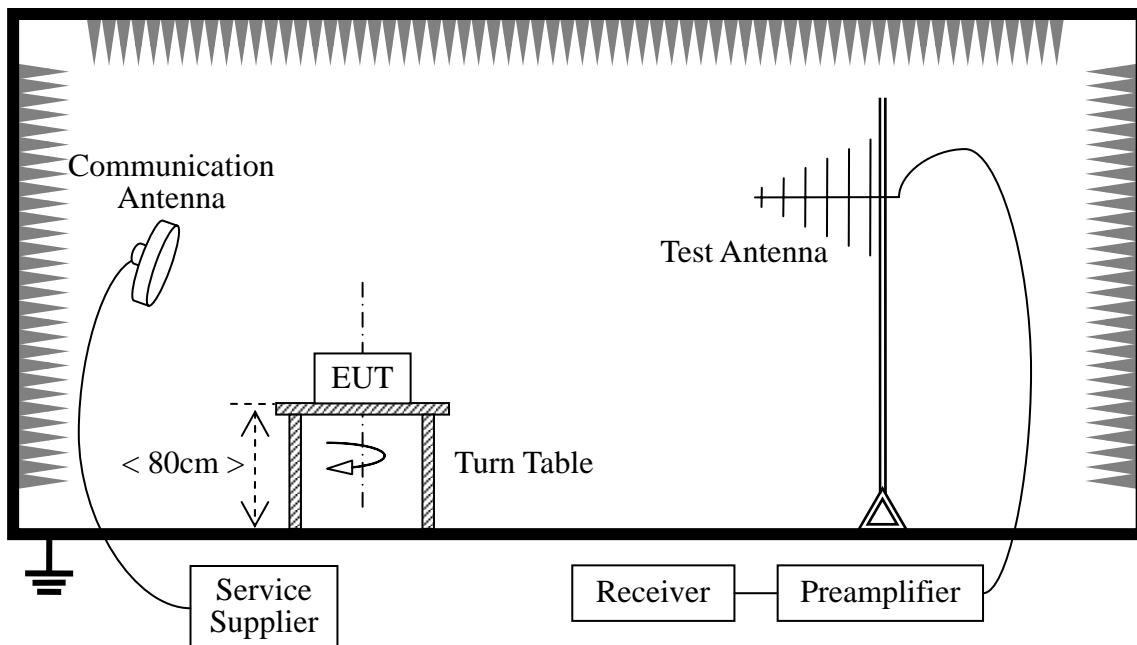 Communication
Antenna
Test Antenna
EUT
< 80cm >
Turn Table
Service
Supplier
Receiver
Preamplifier